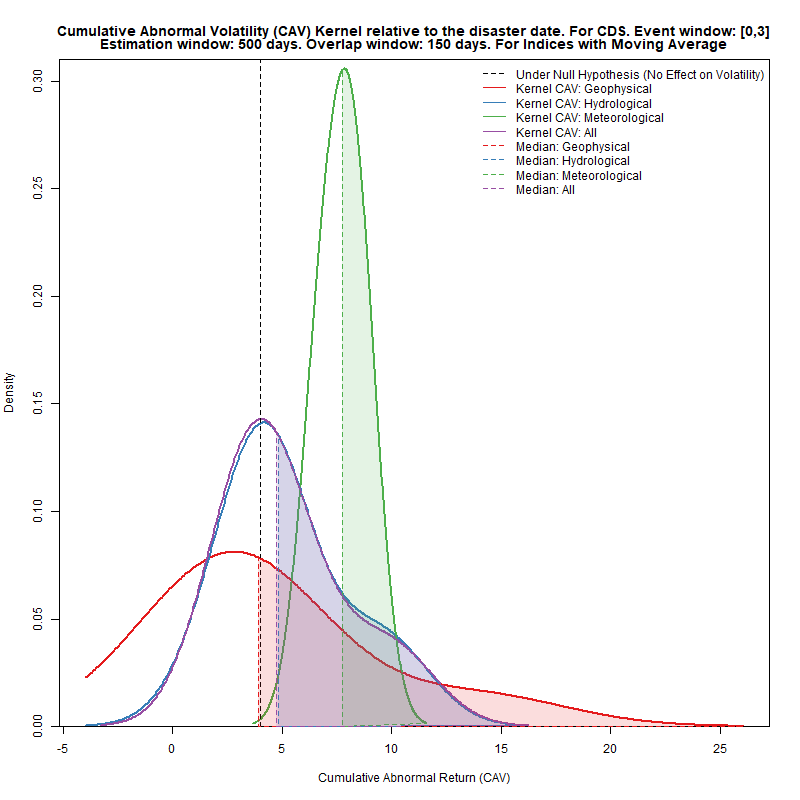 Cumulative Abnormal Volatility (CAV) Kernel relative to the disaster date. For CDS. Event window: [0,3]
Estimation window: 500 days. Overlap window: 150 days. For Indices with Moving Average
Under Null Hypothesis (No Effect on Volatility)
Kernel CAV: Geophysical
Kernel CAV: Hydrological
Kernel CAV: Meteorological
Kernel CAV: All
Median: Geophysical
Median: Hydrological
Median: Meteorological
Median: All
Density
0.30
0.25
0.20
0.15
0.10
0.05
0.00
-5 0 5 10 15 20 25
Cumulative Abnormal Return (CAV)